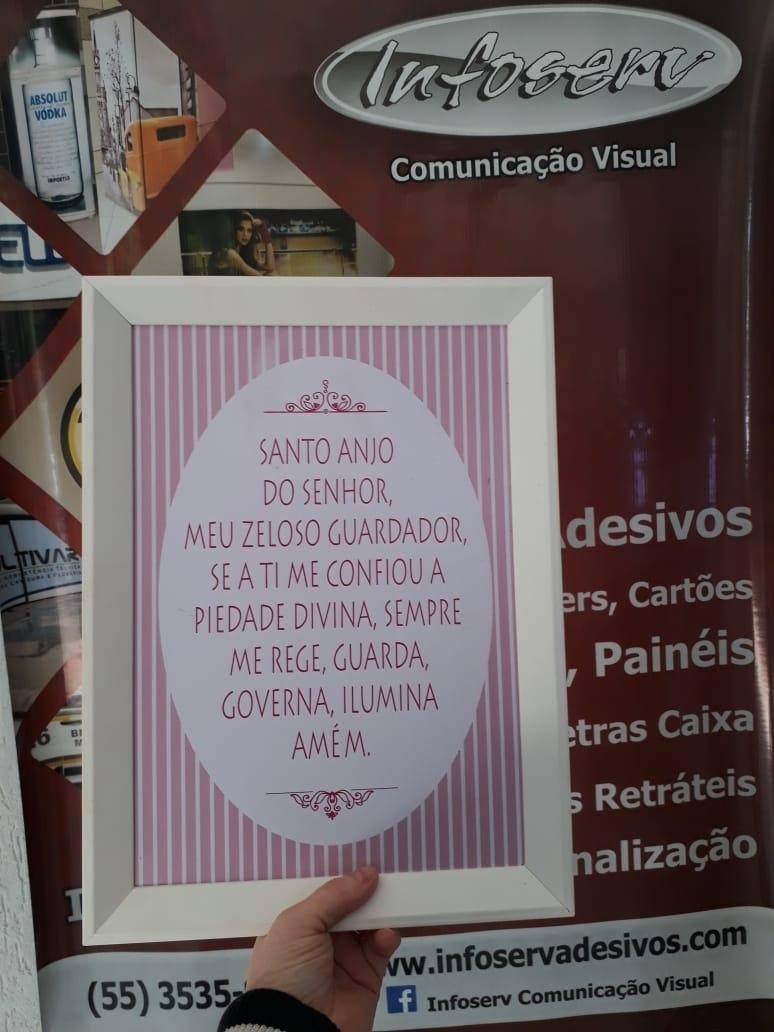 Infoserv
Comunicação Visual
ABSOLUT
VODKA
SANTO ANJO
DO SENHOR,
MEU ZELOSO GUARDADOR,
SE A TI ME CONFIOU A
PIEDADE DIVINA, SEMPRE
ME REGE, GUARDA,
GOVERNA, ILUMINA
AMÉM.
Adesivos
ers, Cartões
, Painéis
etras Caixa
s Retráteis
nalização
ww.infoservadesivos.com
(55) 3535-
Infoserv Comunicação Visual